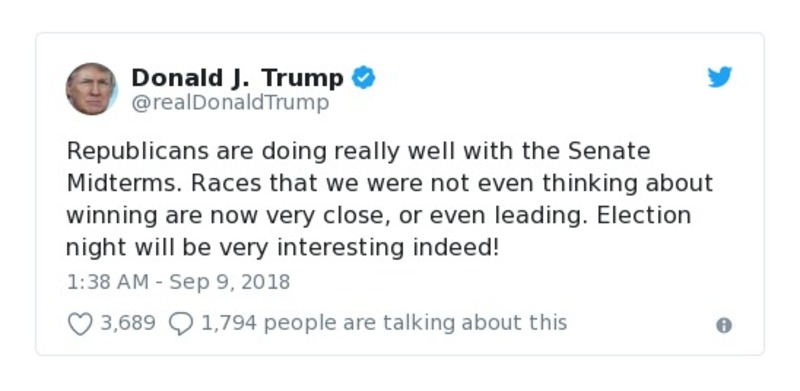 Donald J. Trump
@realDonaldTrump
Republicans are doing really well with the Senate
Midterms. Races that we were not even thinking about
winning are now very close, or even leading. Election
night will be very interesting indeed!
1:38 AM - Sep 9, 2018
3,689 1,794 people are talking about this